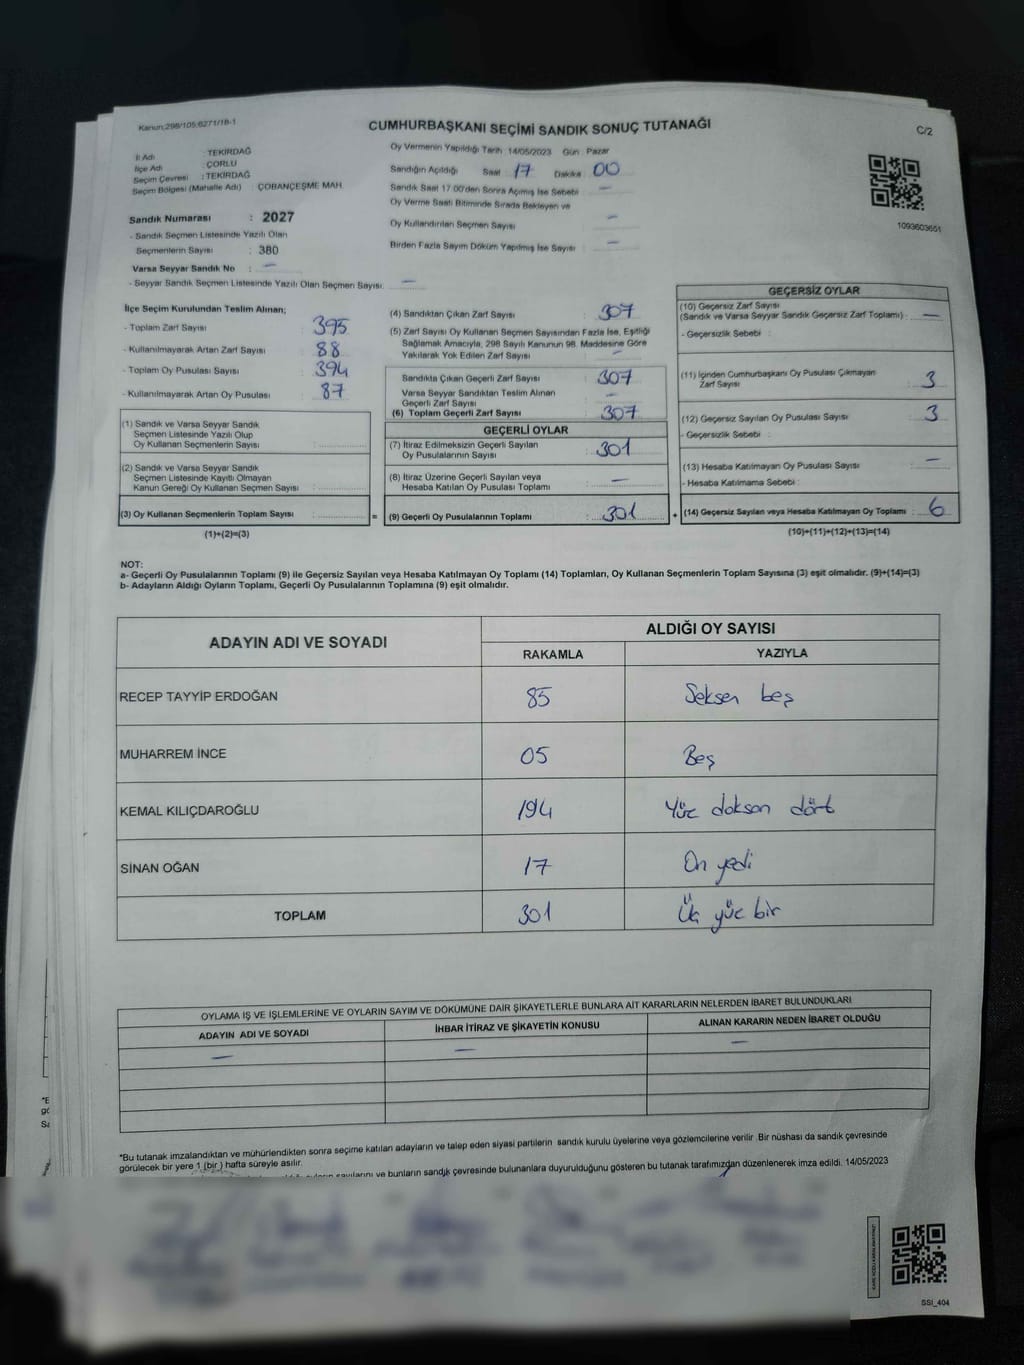 Kanun:298/105;6271/18-1
CUMHURBAŞKANI SEÇİMİ SANDIK SONUÇ TUTANAĞI
C/2
İl Adı : TEKİRDAĞ
İlçe Adı : ÇORLU
Seçim Çevresi : TEKİRDAĞ
Seçim Bölgesi (Mahalle Adı) : ÇOBANÇEŞME MAH.
Sandık Numarası : 2027
- Sandık Seçmen Listesinde Yazılı Olan
Seçmenlerin Sayısı : 380
Varsa Seyyar Sandık No : —
- Seyyar Sandık Seçmen Listesinde Yazılı Olan Seçmen Sayısı: —
Oy Vermenin Yapıldığı Tarih: 14/05/2023 Gün: Pazar
Sandığın Açıldığı Saat 17 Dakika 00
Sandık Saat 17.00'den Sonra Açımış İse Sebebi : —
Oy Verme Saati Bitiminde Sırada Bekleyen ve
Oy Kullandırılan Seçmen Sayısı : —
Birden Fazla Sayım Döküm Yapılmış İse Sayısı : —
1093603651
İlçe Seçim Kurulundan Teslim Alınan;
- Toplam Zarf Sayısı : 395
- Kullanılmayarak Artan Zarf Sayısı : 88
- Toplam Oy Pusulası Sayısı : 394
- Kullanılmayarak Artan Oy Pusulası : 87
(1) Sandık ve Varsa Seyyar Sandık
Seçmen Listesinde Yazılı Olup
Oy Kullanan Seçmenlerin Sayısı :
(2) Sandık ve Varsa Seyyar Sandık
Seçmen Listesinde Kayıtlı Olmayan
Kanun Gereği Oy Kullanan Seçmen Sayısı :
(3) Oy Kullanan Seçmenlerin Toplam Sayısı : =
(1)+(2)=(3)
(4) Sandıktan Çıkan Zarf Sayısı : 307
(5) Zarf Sayısı Oy Kullanan Seçmen Sayısından Fazla İse, Eşitliği
Sağlamak Amacıyla, 298 Sayılı Kanunun 98. Maddesine Göre
Yakılarak Yok Edilen Zarf Sayısı : —
Sandıkta Çıkan Geçerli Zarf Sayısı : 307
Varsa Seyyar Sandıktan Teslim Alınan
Geçerli Zarf Sayısı : —
(6) Toplam Geçerli Zarf Sayısı : 307
GEÇERLİ OYLAR
(7) İtiraz Edilmeksizin Geçerli Sayılan
Oy Pusulalarının Sayısı : 301
(8) İtiraz Üzerine Geçerli Sayılan veya
Hesaba Katılan Oy Pusulası Toplamı : —
(9) Geçerli Oy Pusulalarının Toplamı : 301 +
GEÇERSİZ OYLAR
(10) Geçersiz Zarf Sayısı
(Sandık ve Varsa Seyyar Sandık Geçersiz Zarf Toplamı) : —
- Geçersizlik Sebebi :
(11) İçinden Cumhurbaşkanı Oy Pusulası Çıkmayan
Zarf Sayısı : 3
(12) Geçersiz Sayılan Oy Pusulası Sayısı : 3
- Geçersizlik Sebebi :
(13) Hesaba Katılmayan Oy Pusulası Sayısı : —
- Hesaba Katılmama Sebebi :
(14) Geçersiz Sayılan veya Hesaba Katılmayan Oy Toplamı : 6
(10)+(11)+(12)+(13)=(14)
NOT:
a- Geçerli Oy Pusulalarının Toplamı (9) ile Geçersiz Sayılan veya Hesaba Katılmayan Oy Toplamı (14) Toplamları, Oy Kullanan Seçmenlerin Toplam Sayısına (3) eşit olmalıdır. (9)+(14)=(3)
b- Adayların Aldığı Oyların Toplamı, Geçerli Oy Pusulalarının Toplamına (9) eşit olmalıdır.
ADAYIN ADI VE SOYADI
ALDIĞI OY SAYISI
RAKAMLA YAZIYLA
RECEP TAYYİP ERDOĞAN 85 Seksen beş
MUHARREM İNCE 05 Beş
KEMAL KILIÇDAROĞLU 194 Yüz doksan dört
SİNAN OĞAN 17 On yedi
TOPLAM 301 Üç yüz bir
OYLAMA İŞ VE İŞLEMLERİNE VE OYLARIN SAYIM VE DÖKÜMÜNE DAİR ŞİKAYETLERLE BUNLARA AİT KARARLARIN NELERDEN İBARET BULUNDUKLARI
ADAYIN ADI VE SOYADI İHBAR İTİRAZ VE ŞİKAYETİN KONUSU ALINAN KARARIN NEDEN İBARET OLDUĞU
— — —
*Bu tutanak imzalandıktan ve mühürlendikten sonra seçime katılan adayların ve talep eden siyasi partilerin sandık kurulu üyelerine veya gözlemcilerine verilir. Bir nüshası da sandık çevresinde
görülecek bir yere 1 (bir) hafta süreyle asılır.
sayılarını ve bunların sandık çevresinde bulunanlara duyurulduğunu gösteren bu tutanak tarafımızdan düzenlenerek imza edildi. 14/05/2023
SSI_404